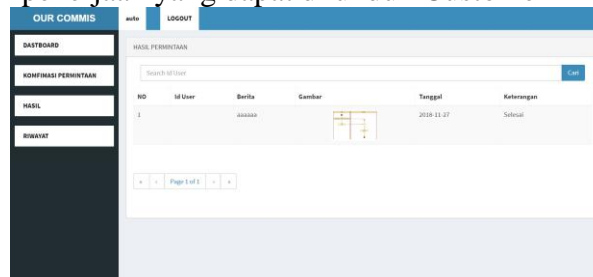 OUR COMMIS
auto LOGOUT
DASTBOARD
KOMFIMASI PERMINTAAN
HASIL
RIWAYAT
HASIL PERMINTAAN
Search Id User
Cari
NO Id User Berita Gambar Tanggal Keterangan
1 aaaaaa 2018-11-27 Selesai
« ‹ Page 1 of 1 › »